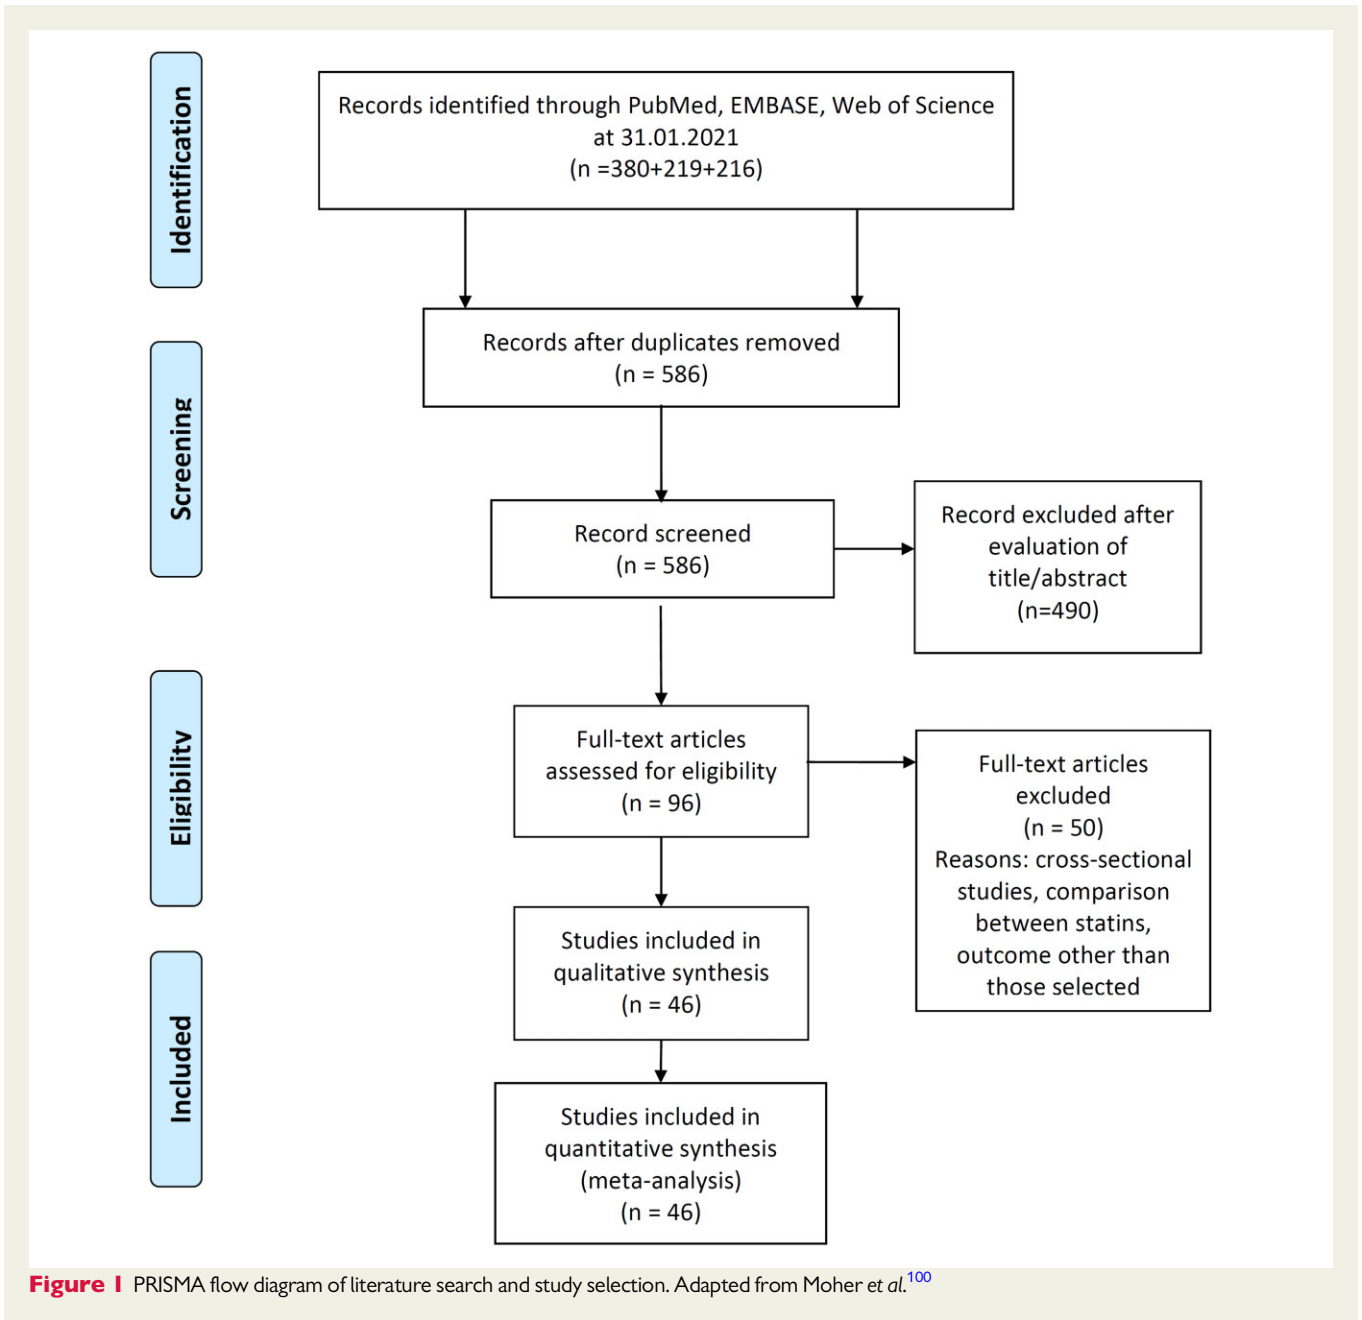 Identification
Records identified through PubMed, EMBASE, Web of Science
at 31.01.2021
(n =380+219+216)
Records after duplicates removed
(n = 586)
Screening
Record screened
(n = 586)
Record excluded after
evaluation of
title/abstract
(n=490)
Eligibility
Full-text articles
assessed for eligibility
(n = 96)
Full-text articles
excluded
(n = 50)
Reasons: cross-sectional
studies, comparison
between statins,
outcome other than
those selected
Studies included in
qualitative synthesis
(n = 46)
Included
Studies included in
quantitative synthesis
(meta-analysis)
(n = 46)
Figure 1 PRISMA flow diagram of literature search and study selection. Adapted from Moher et al.100